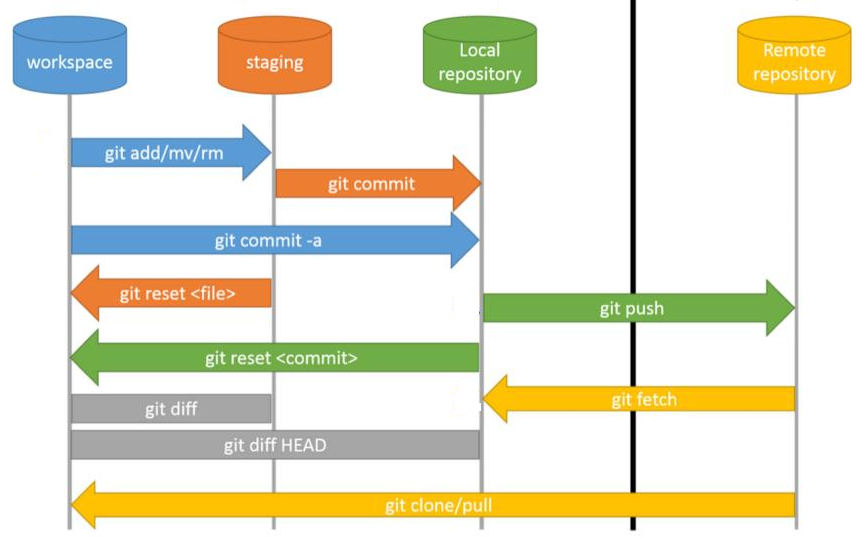 workspace
staging
Local
repository
Remote
repository
git add/mv/rm
git commit
git commit -a
git reset <file>
git push
git reset <commit>
git fetch
git diff
git diff HEAD
git clone/pull